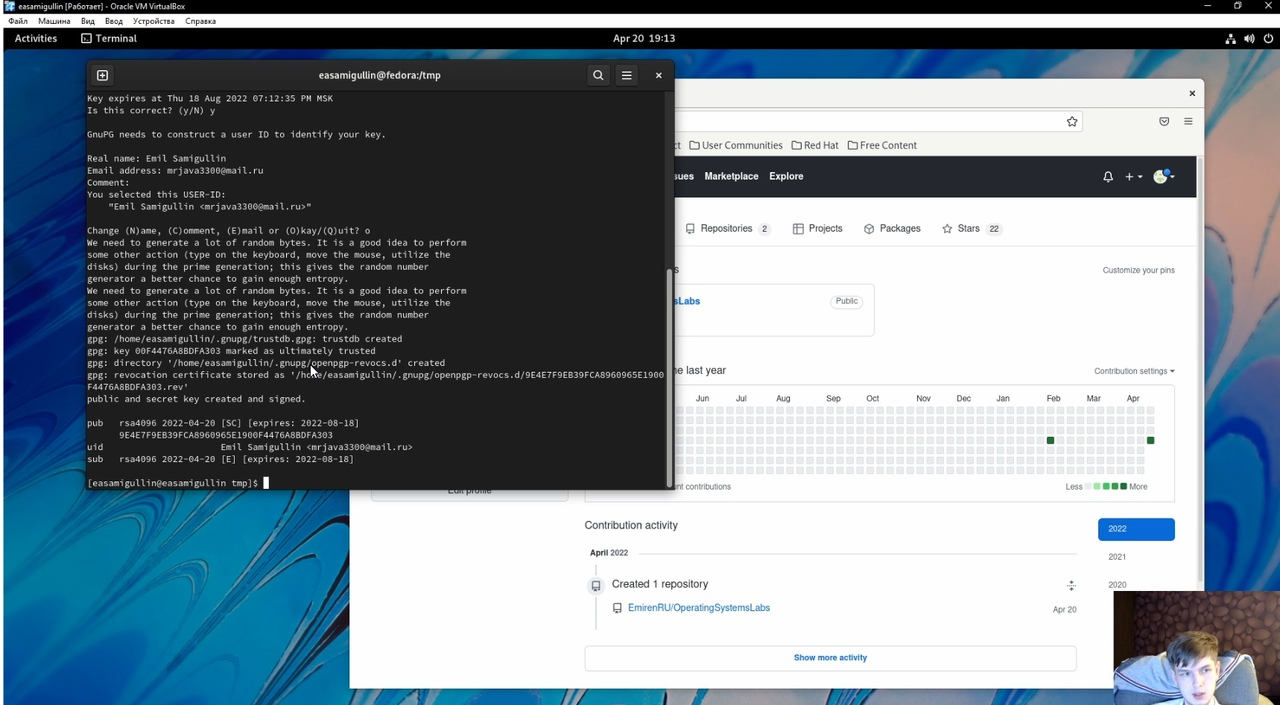 easamigullin [Работает] - Oracle VM VirtualBox
Файл Машина Вид Ввод Устройства Справка
Activities Terminal Apr 20 19:13
easamigullin@fedora:/tmp
Key expires at Thu 18 Aug 2022 07:12:35 PM MSK
Is this correct? (y/N) y
GnuPG needs to construct a user ID to identify your key.
Real name: Emil Samigullin
Email address: mrjava3300@mail.ru
Comment:
You selected this USER-ID:
"Emil Samigullin <mrjava3300@mail.ru>"
Change (N)ame, (C)omment, (E)mail or (O)kay/(Q)uit? o
We need to generate a lot of random bytes. It is a good idea to perform
some other action (type on the keyboard, move the mouse, utilize the
disks) during the prime generation; this gives the random number
generator a better chance to gain enough entropy.
We need to generate a lot of random bytes. It is a good idea to perform
some other action (type on the keyboard, move the mouse, utilize the
disks) during the prime generation; this gives the random number
generator a better chance to gain enough entropy.
gpg: /home/easamigullin/.gnupg/trustdb.gpg: trustdb created
gpg: key 00F4476A8BDFA303 marked as ultimately trusted
gpg: directory '/home/easamigullin/.gnupg/openpgp-revocs.d' created
gpg: revocation certificate stored as '/home/easamigullin/.gnupg/openpgp-revocs.d/9E4E7F9EB39FCA8960965E1900
F4476A8BDFA303.rev'
public and secret key created and signed.
pub rsa4096 2022-04-20 [SC] [expires: 2022-08-18]
9E4E7F9EB39FCA8960965E1900F4476A8BDFA303
uid Emil Samigullin <mrjava3300@mail.ru>
sub rsa4096 2022-04-20 [E] [expires: 2022-08-18]
[easamigullin@easamigullin tmp]$
ct User Communities Red Hat Free Content
sues Marketplace Explore
Repositories 2 Projects Packages Stars 22
s Customize your pins
sLabs Public
he last year Contribution settings
Jun Jul Aug Sep Oct Nov Dec Jan Feb Mar Apr
unt contributions Less More
Edit profile
Contribution activity 2022
April 2022 2021
Created 1 repository 2020
EmirenRU/OperatingSystemsLabs Apr 20
Show more activity